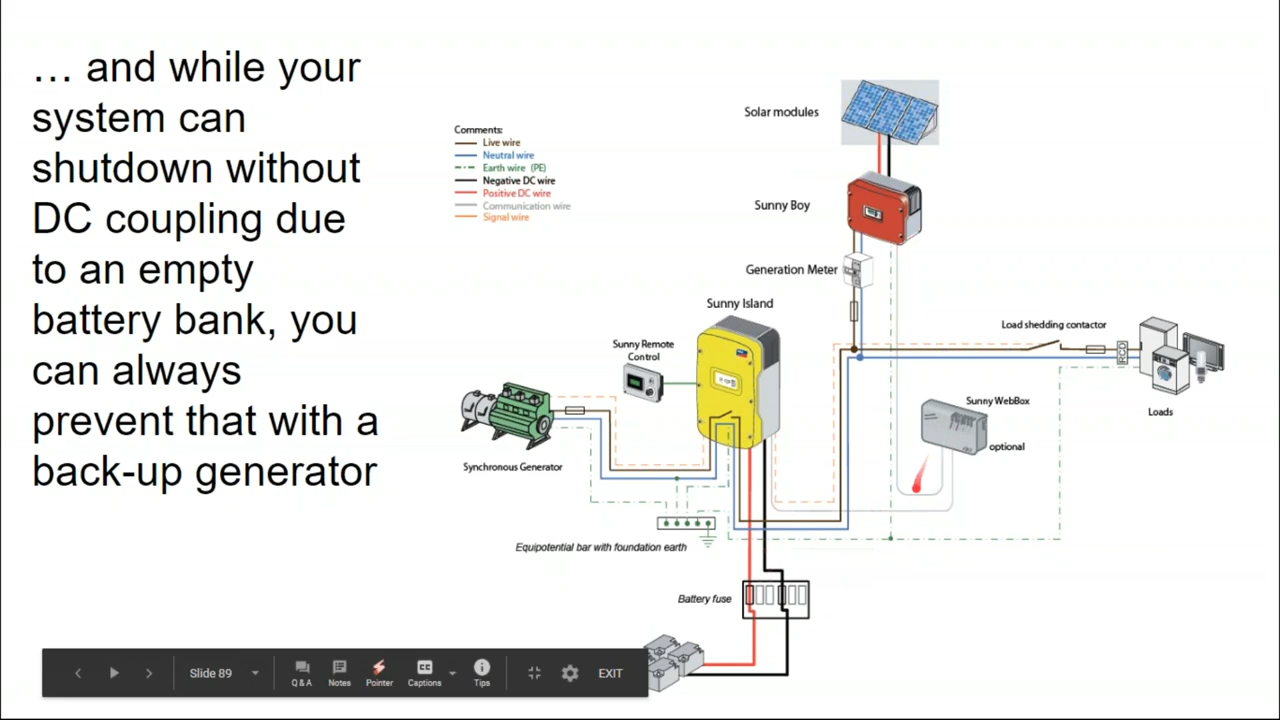 … and while your
system can
shutdown without
DC coupling due
to an empty
battery bank, you
can always
prevent that with a
back-up generator
Comments:
Live wire
Neutral wire
Earth wire (PE)
Negative DC wire
Positive DC wire
Communication wire
Signal wire
Solar modules
Sunny Boy
Generation Meter
Sunny Island
Sunny Remote
Control
Load shedding contactor
Loads
Sunny WebBox
optional
Synchronous Generator
Equipotential bar with foundation earth
Battery fuse
Slide 89
Q & A
Notes
Pointer
Captions
Tips
EXIT